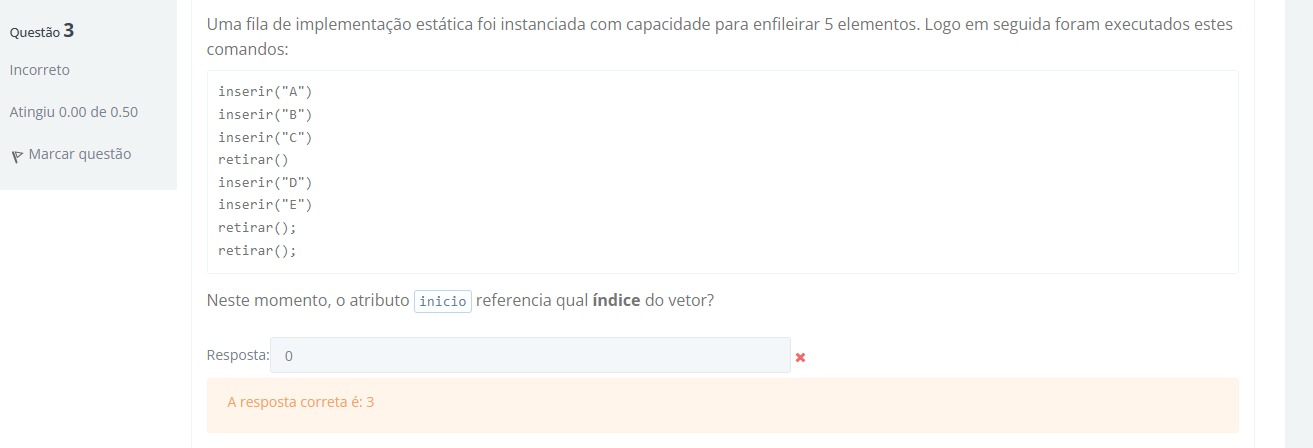 Questão 3
Incorreto
Atingiu 0.00 de 0.50
Marcar questão
Uma fila de implementação estática foi instanciada com capacidade para enfileirar 5 elementos. Logo em seguida foram executados estes
comandos:
inserir("A")
inserir("B")
inserir("C")
retirar()
inserir("D")
inserir("E")
retirar();
retirar();
Neste momento, o atributo inicio referencia qual índice do vetor?
Resposta: 0
A resposta correta é: 3